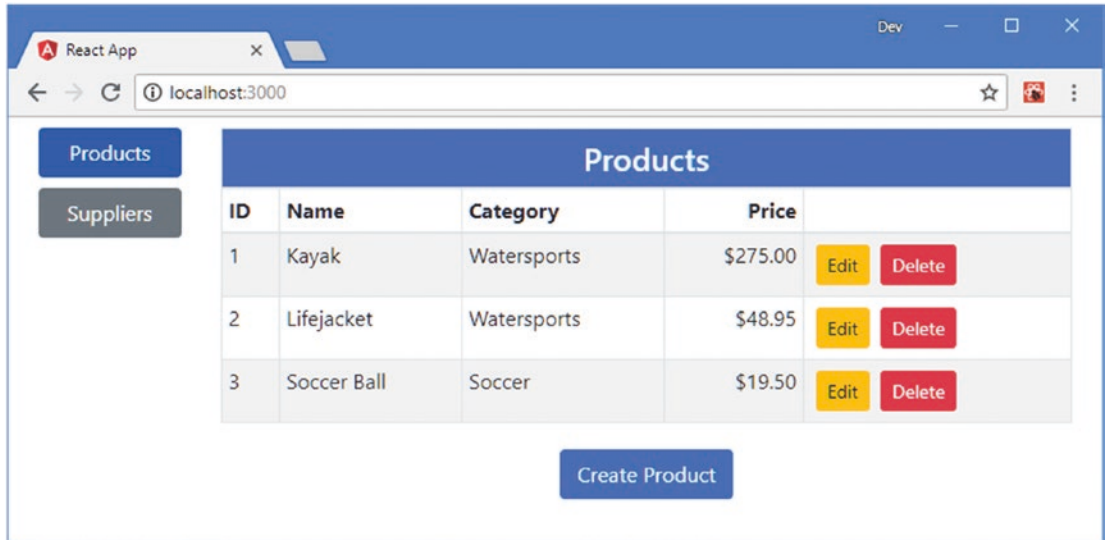 Dev
React App
localhost:3000
Products
Suppliers
Products
ID Name Category Price
1 Kayak Watersports $275.00 Edit Delete
2 Lifejacket Watersports $48.95 Edit Delete
3 Soccer Ball Soccer $19.50 Edit Delete
Create Product